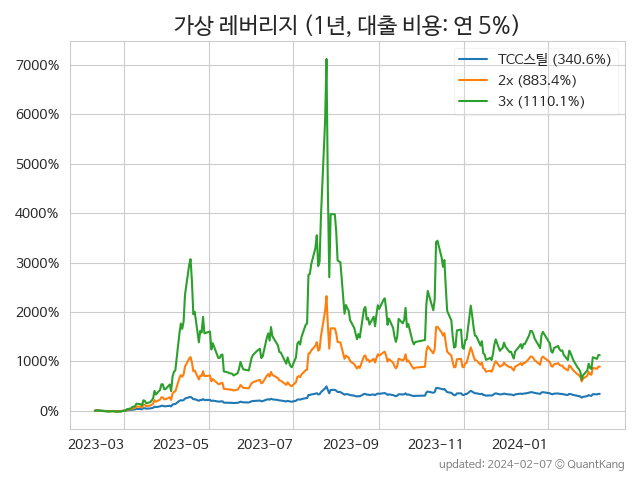 가상 레버리지 (1년, 대출 비용: 연 5%)
TCC스틸 (340.6%)
2x (883.4%)
3x (1110.1%)
7000%
6000%
5000%
4000%
3000%
2000%
1000%
0%
2023-03 2023-05 2023-07 2023-09 2023-11 2024-01
updated: 2024-02-07 © QuantKang